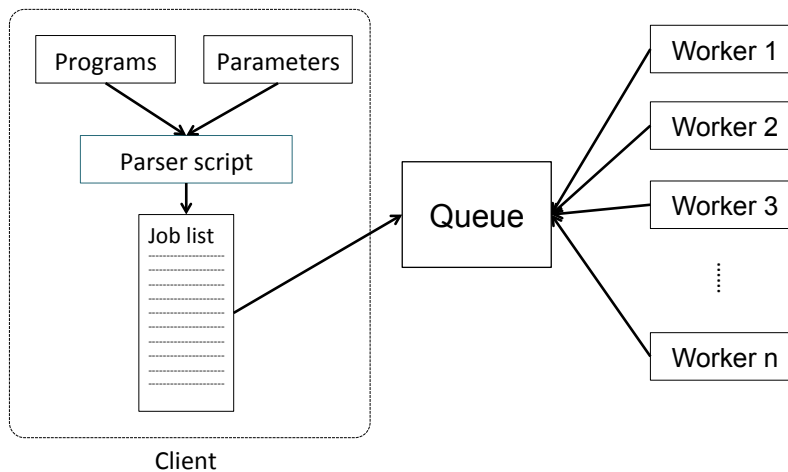 Programs
Parameters
Parser script
Job list
Client
Queue
Worker 1
Worker 2
Worker 3
Worker n